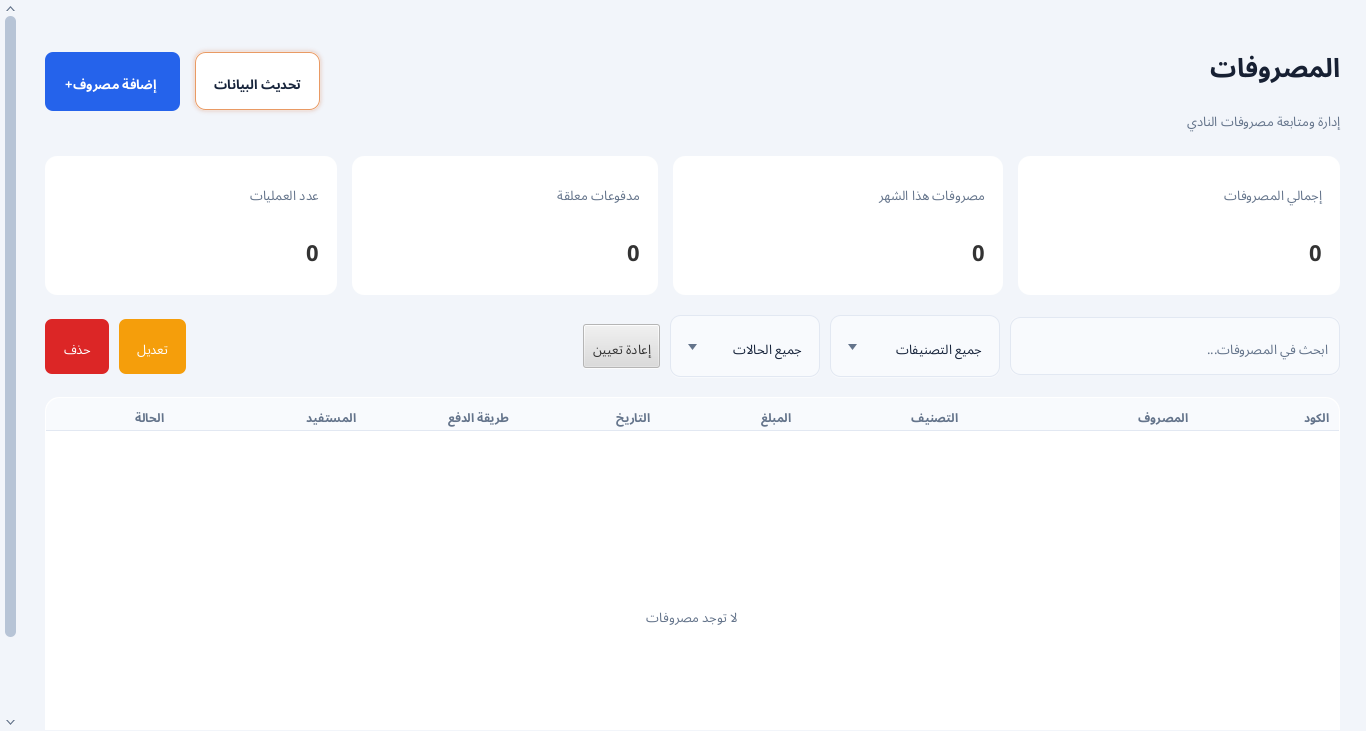 المصروفات
تحديث البيانات
إضافة مصروف+
إدارة ومتابعة مصروفات النادي
إجمالي المصروفات
0
مصروفات هذا الشهر
0
مدفوعات معلقة
0
عدد العمليات
0
ابحث في المصروفات...
جميع التصنيفات
جميع الحالات
إعادة تعيين
تعديل
حذف
الكود المصروف التصنيف المبلغ التاريخ طريقة الدفع المستفيد الحالة
لا توجد مصروفات